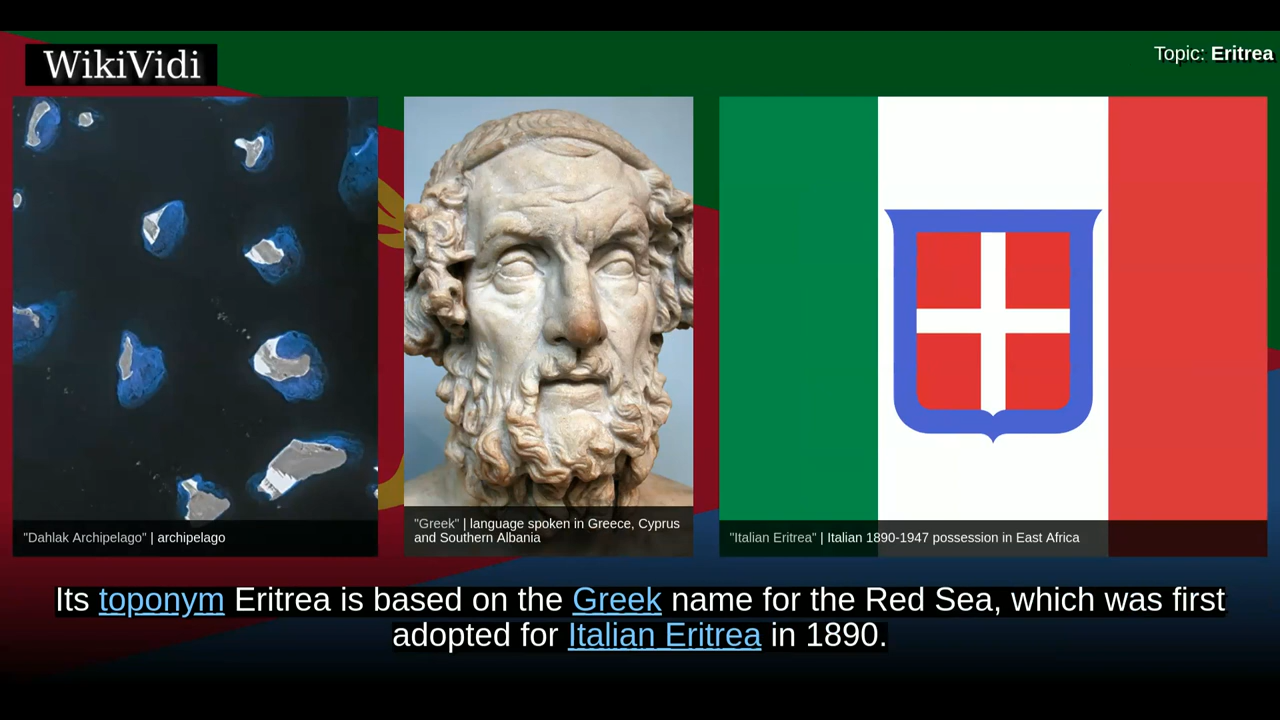 WikiVidi
Topic: Eritrea
"Dahlak Archipelago" | archipelago
"Greek" | language spoken in Greece, Cyprus
and Southern Albania
"Italian Eritrea" | Italian 1890-1947 possession in East Africa
Its toponym Eritrea is based on the Greek name for the Red Sea, which was first
adopted for Italian Eritrea in 1890.